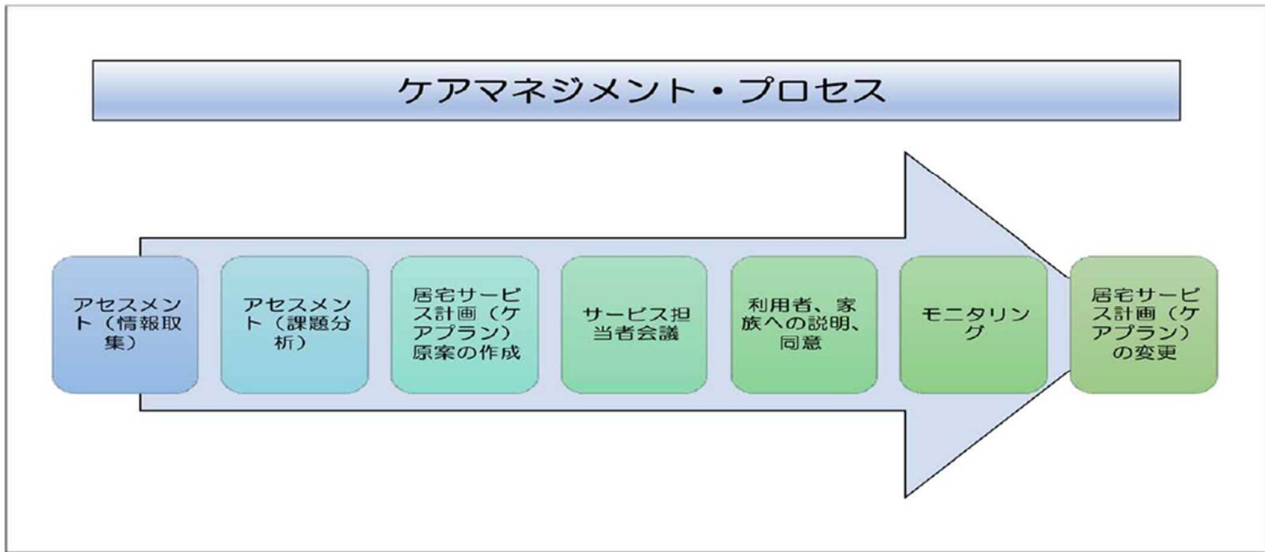 ケアマネジメント・プロセス
アセスメン
ト（情報取
集）
アセスメン
ト（課題分
析）
居宅サービ
ス計画（ケ
アプラン）
原案の作成
サービス担
当者会議
利用者、家
族への説明、
同意
モニタリン
グ
居宅サービ
ス計画（ケ
アプラン）
の変更